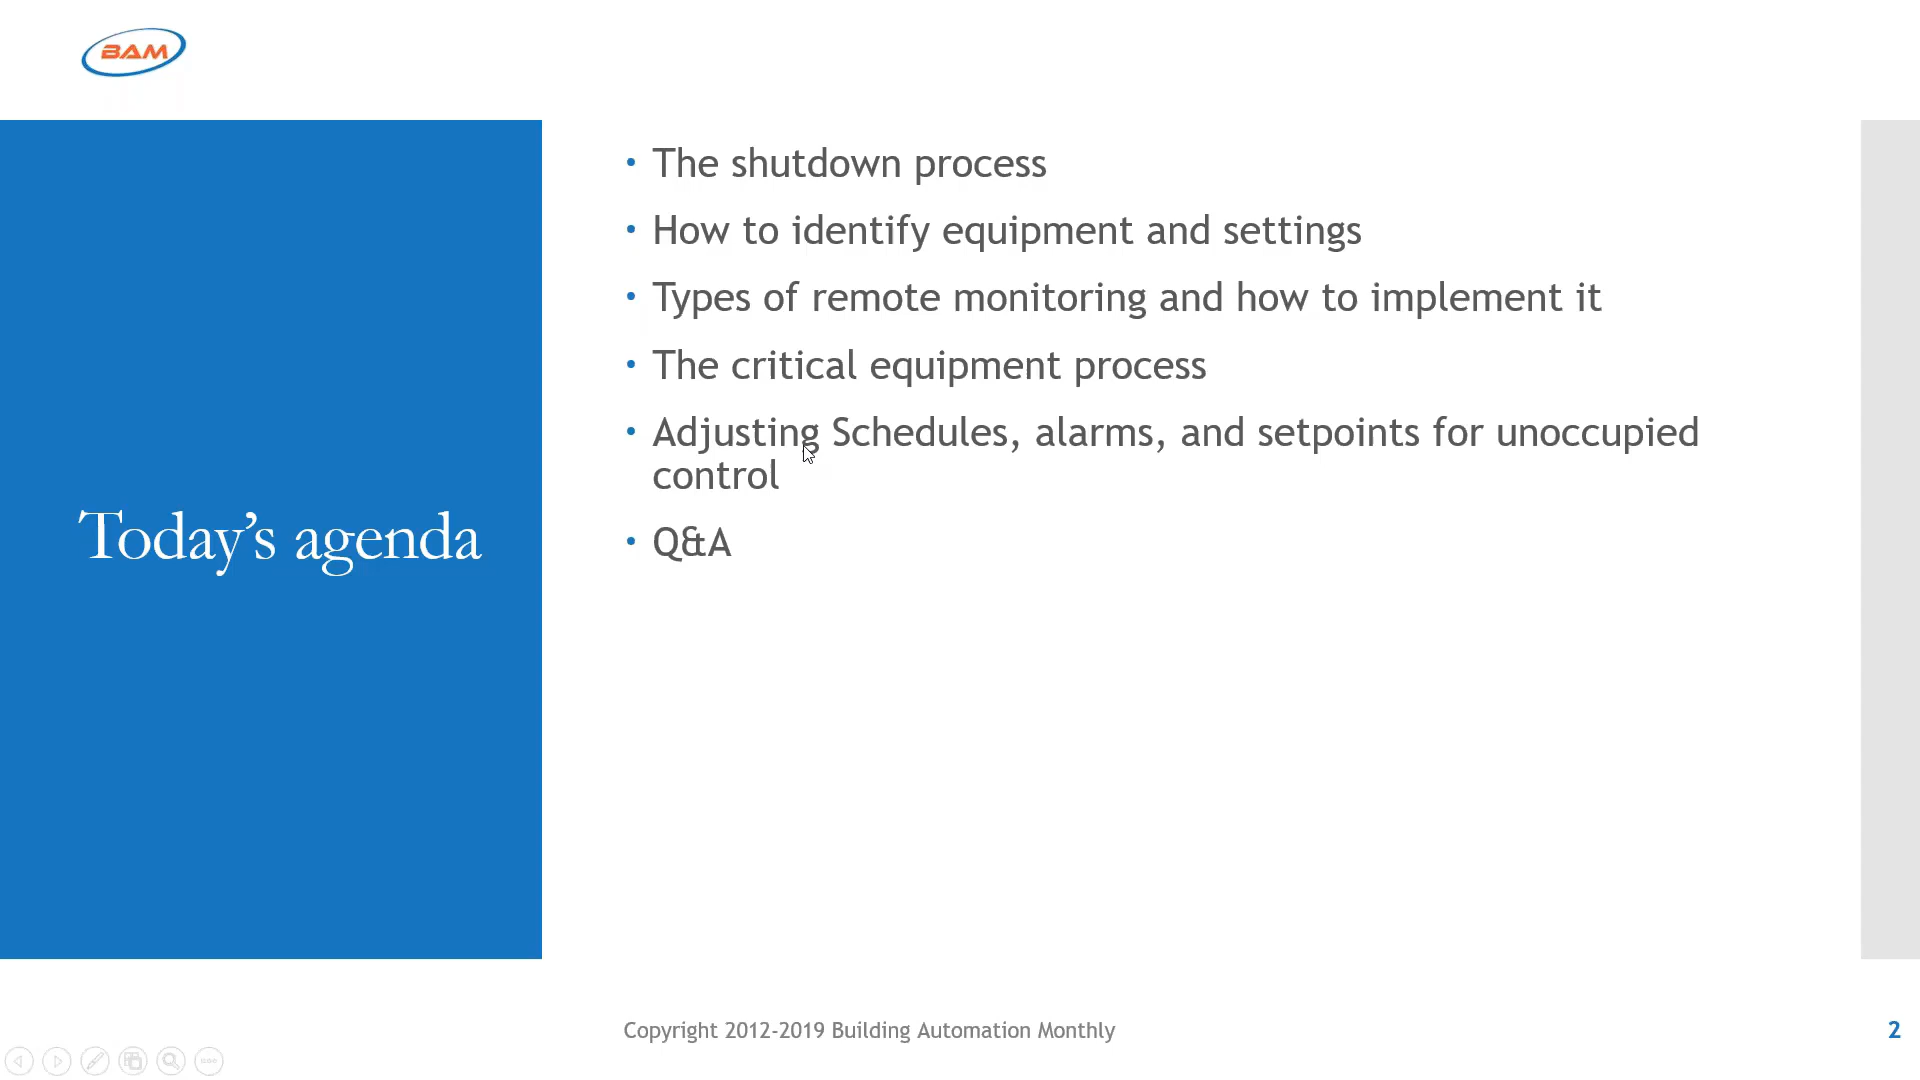 BAM
Today’s agenda
• The shutdown process
• How to identify equipment and settings
• Types of remote monitoring and how to implement it
• The critical equipment process
• Adjusting Schedules, alarms, and setpoints for unoccupied
control
• Q&A
Copyright 2012-2019 Building Automation Monthly
2